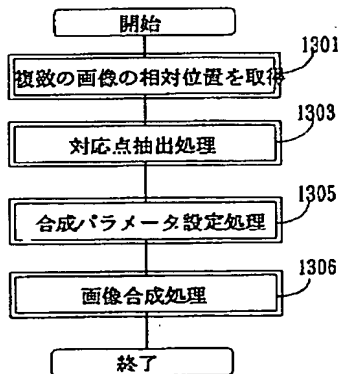 開始
1301
複数の画像の相対位置を取得
1303
対応点抽出処理
1305
合成パラメータ設定処理
1306
画像合成処理
終了